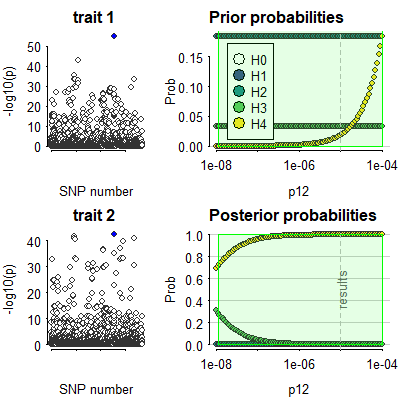 trait 1
-log10(p)
50
40
30
20
10
0
SNP number
Prior probabilities
Prob
0.15
0.10
0.05
0.00
H0
H1
H2
H3
H4
1e-08
1e-06
1e-04
p12
trait 2
-log10(p)
40
30
20
10
0
SNP number
Posterior probabilities
Prob
1.0
0.8
0.6
0.4
0.2
0.0
results
1e-08
1e-06
1e-04
p12